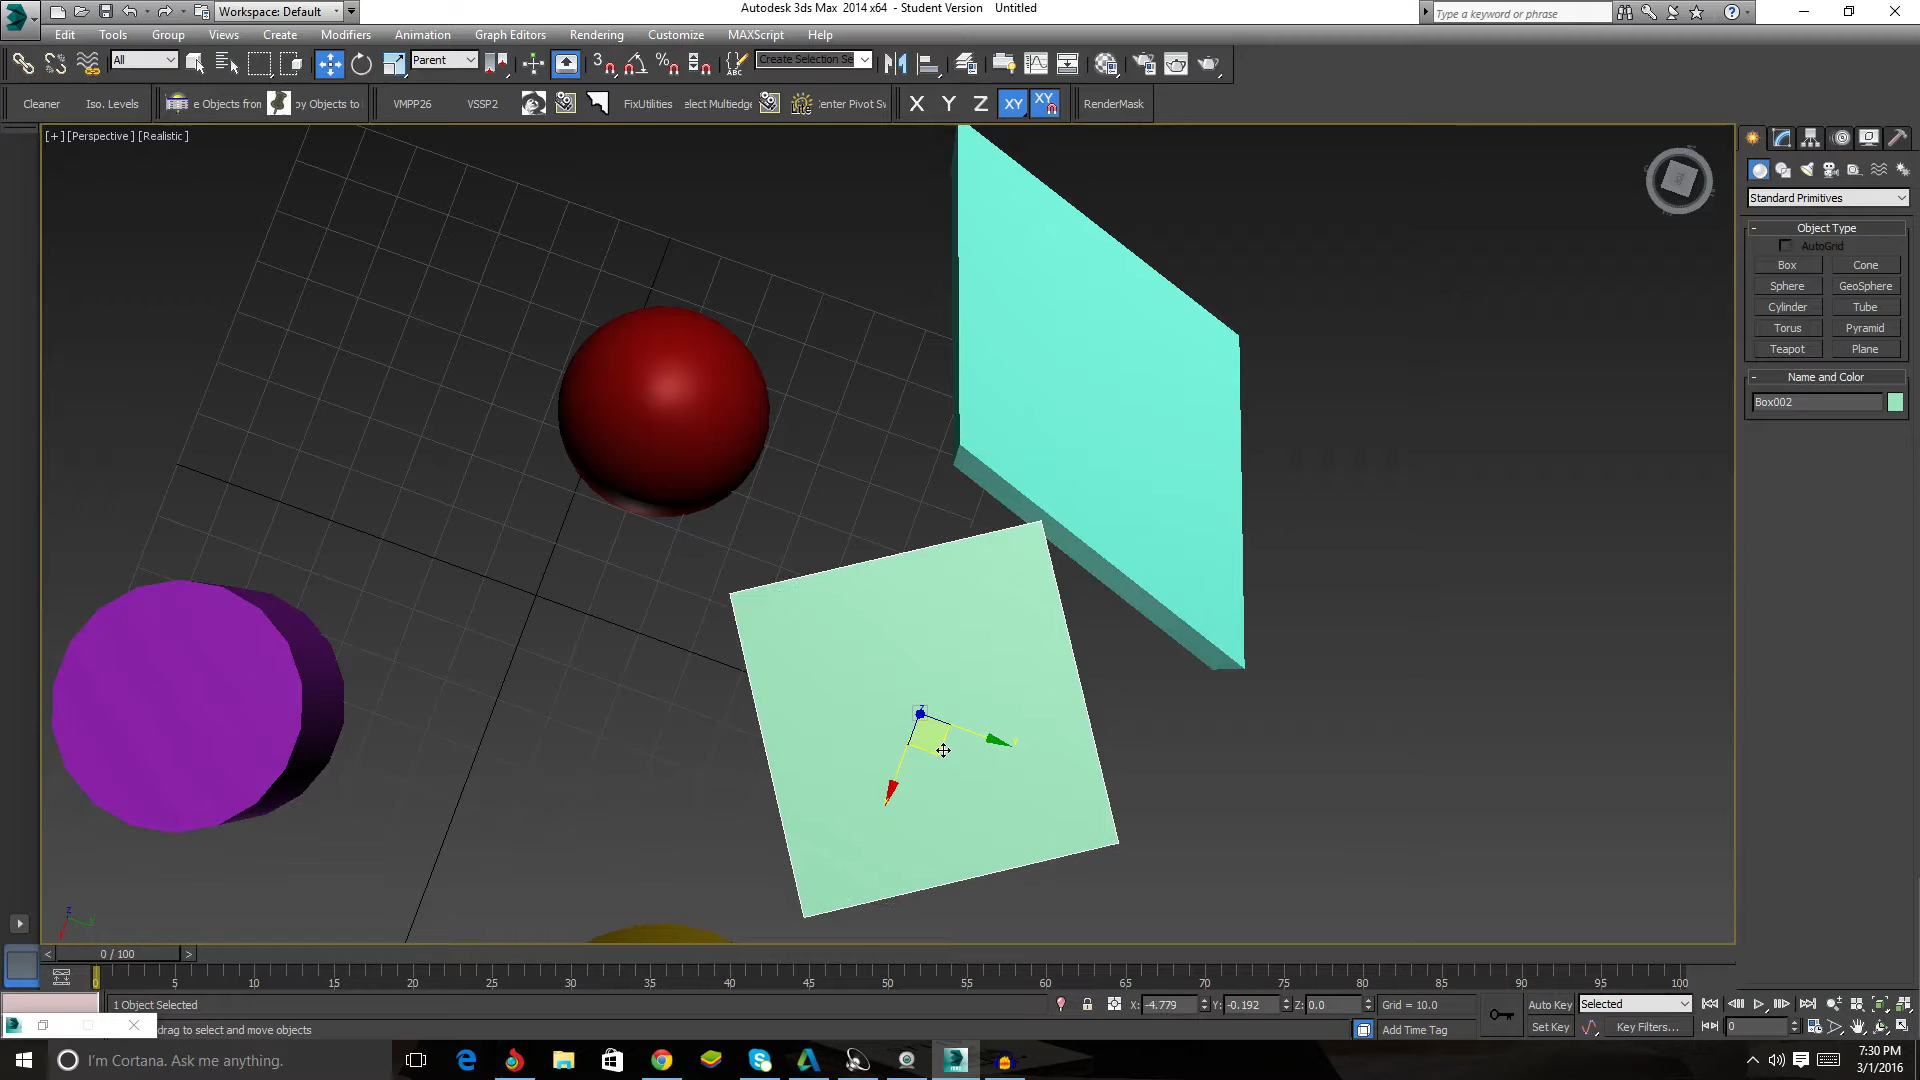 Workspace: Default
Autodesk 3ds Max 2014 x64 - Student Version Untitled
Type a keyword or phrase
Edit Tools Group Views Create Modifiers Animation Graph Editors Rendering Customize MAXScript Help
All Parent Create Selection Se
Cleaner Iso. Levels e Objects from by Objects to VMPP26 VSSP2 FixUtilities elect Multiedge Lite Center Pivot Sw X Y Z XY XY RenderMask
[+] [Perspective] [Realistic]
Standard Primitives
Object Type
AutoGrid
Box Cone
Sphere GeoSphere
Cylinder Tube
Torus Pyramid
Teapot Plane
Name and Color
Box002
z
z
0 / 100
0 5 10 15 20 25 30 35 40 45 50 55 60 65 70 75 80 85 90 95 100
1 Object Selected X: -4.779 Y: -0.192 Z: 0.0 Grid = 10.0 Auto Key Selected
drag to select and move objects Add Time Tag Set Key Key Filters... 0
I'm Cortana. Ask me anything.
7:30 PM
3/1/2016